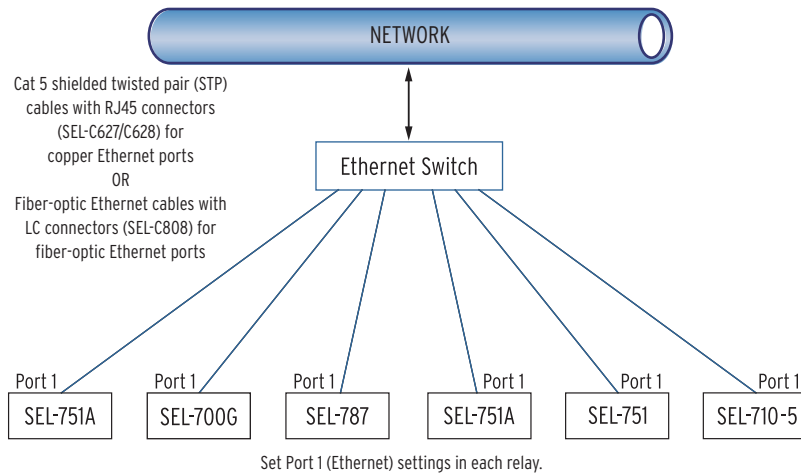 NETWORK
Cat 5 shielded twisted pair (STP)
cables with RJ45 connectors
(SEL-C627/C628) for
copper Ethernet ports
OR
Fiber-optic Ethernet cables with
LC connectors (SEL-C808) for
fiber-optic Ethernet ports
Ethernet Switch
Port 1 Port 1 Port 1 Port 1 Port 1 Port 1
SEL-751A SEL-700G SEL-787 SEL-751A SEL-751 SEL-710-5
Set Port 1 (Ethernet) settings in each relay.